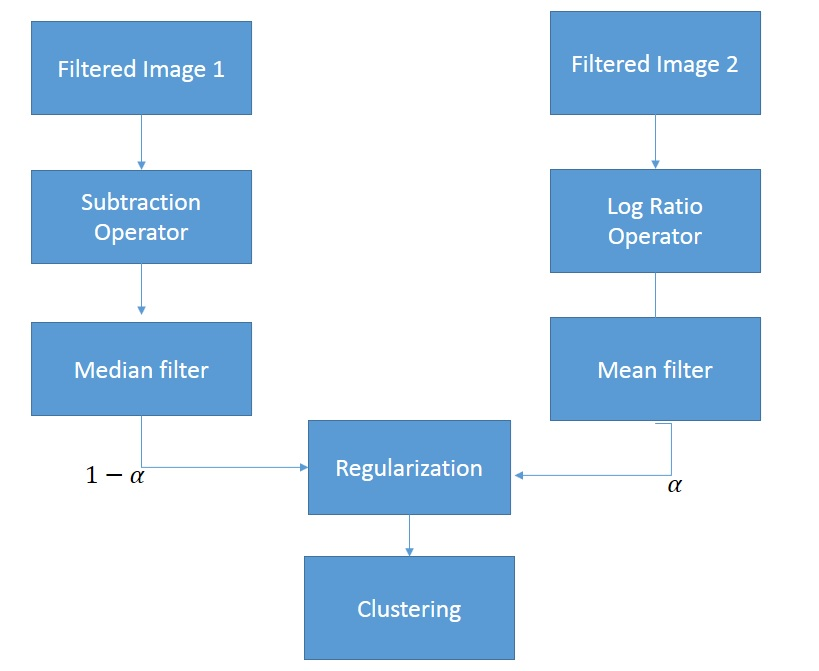 Filtered Image 1
Filtered Image 2
Subtraction
Operator
Log Ratio
Operator
Median filter
Mean filter
1 − α
Regularization
α
Clustering